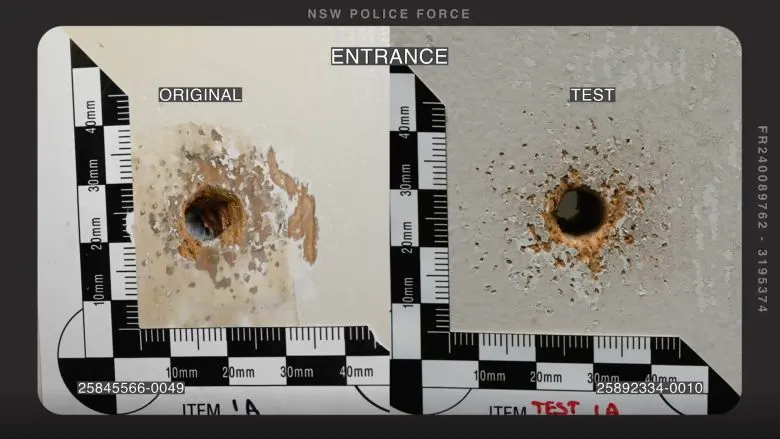 NSW POLICE FORCE
ENTRANCE
ORIGINAL
TEST
40mm
30mm
20mm
10mm
10mm
20mm
30mm
40mm
30mm
20mm
10mm
10mm
20mm
30mm
40mm
25845566-0049
25892334-0010
ITEM 1A
ITEM TEST 1A
FR240089762 - 3195374